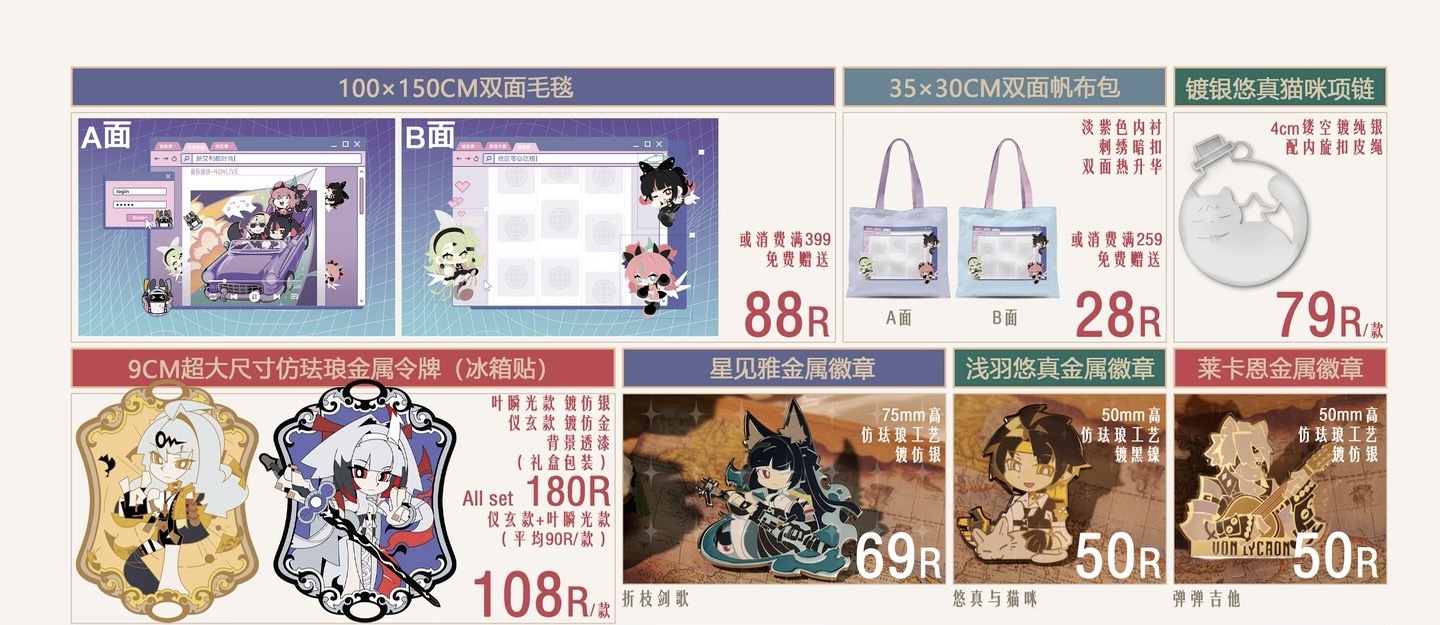 100×150CM双面毛毯
A面
B面
login
或消费满399
免费赠送
88R
35×30CM双面帆布包
淡紫色内衬
刺绣暗扣
双面热升华
或消费满259
免费赠送
A面
B面
28R
镀银悠真猫咪项链
4cm镂空镀纯银
配内旋扣皮绳
79R/款
9CM超大尺寸仿珐琅金属令牌（冰箱贴）
叶瞬光款 镀仿银
仪玄款 镀仿金
背景透漆
(礼盒包装)
All set 180R
仪玄款+叶瞬光款
(平均90R/款)
108R/款
星见雅金属徽章
75mm高
仿珐琅工艺
镀仿银
69R
折枝剑歌
浅羽悠真金属徽章
50mm高
仿珐琅工艺
镀黑镍
50R
悠真与猫咪
莱卡恩金属徽章
50mm高
仿珐琅工艺
镀仿银
VON LYCAON
50R
弹弹吉他